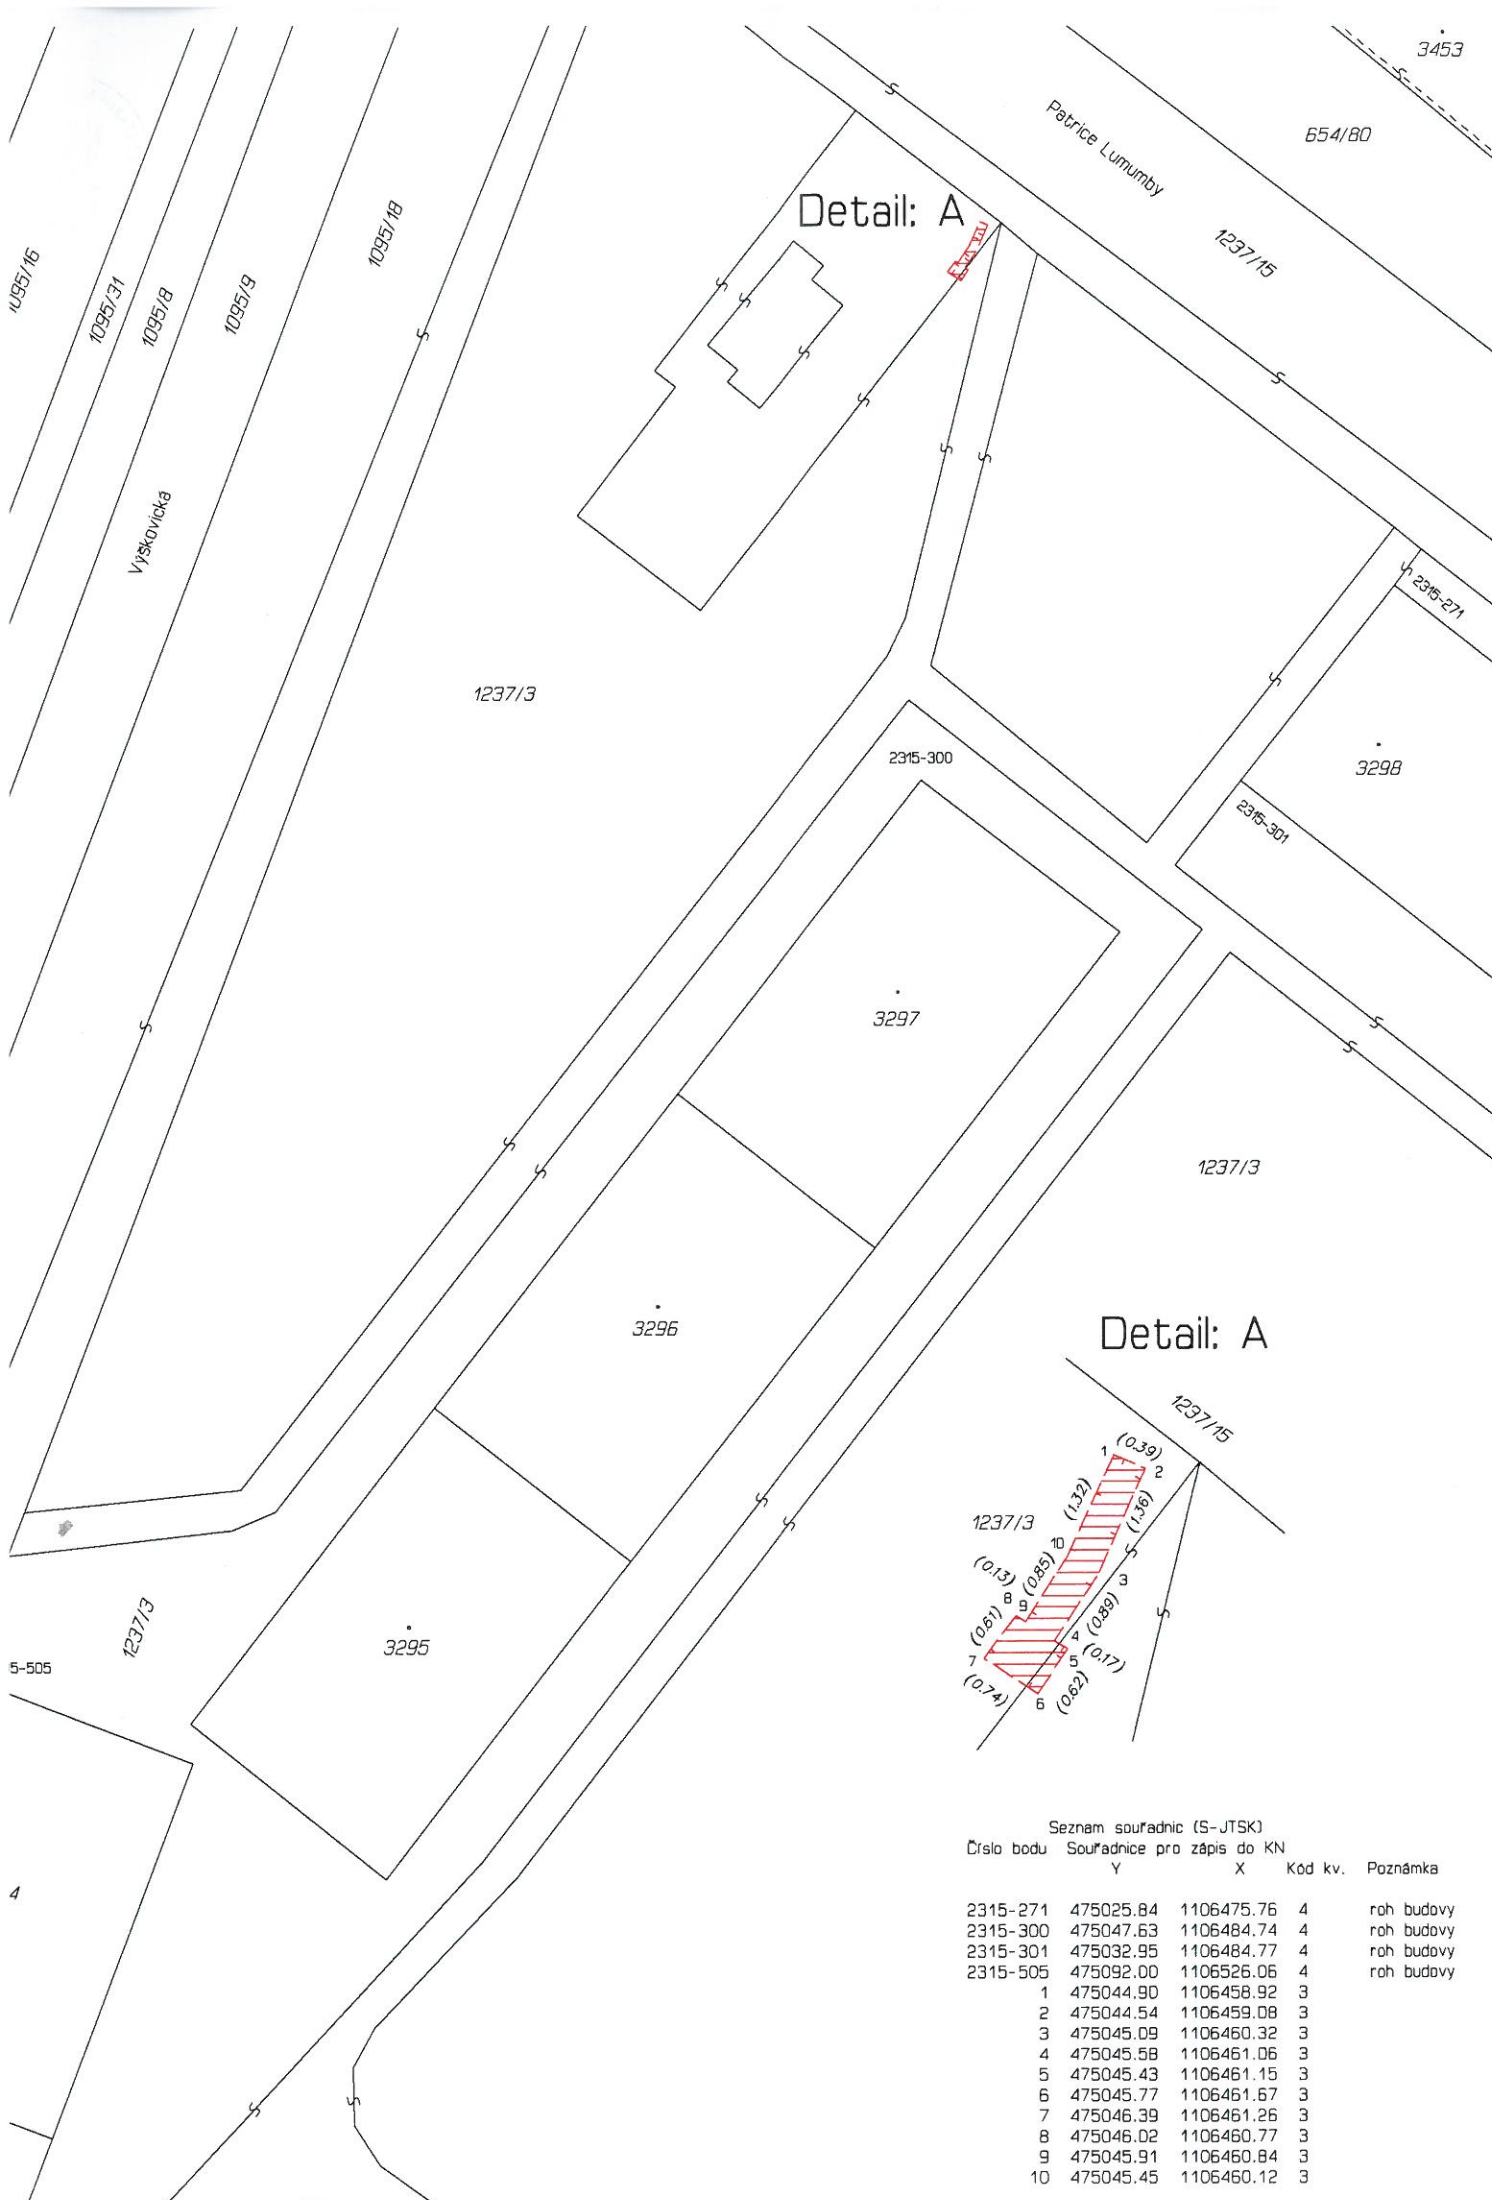 3453
654/80
Patrice Lumumby
Detail: A
1237/15
1095/18
1095/16
1095/31
1095/8
1095/9
Výškovická
2315-271
1237/3
2315-300
3298
2315-301
3297
1237/3
3296
Detail: A
1237/15
1 (0.39)
2
(1.32)
(1.36)
1237/3
10
(0.13) (0.85)
3
8
9
(0.89)
(0.61)
4
7
5 (0.17)
(0.74)
6 (0.62)
1237/3
3295
5-505
4
Seznam souřadnic (S-JTSK)
Číslo bodu Souřadnice pro zápis do KN
Y X Kód kv. Poznámka
2315-271 475025.84 1106475.76 4 roh budovy
2315-300 475047.63 1106484.74 4 roh budovy
2315-301 475032.95 1106484.77 4 roh budovy
2315-505 475092.00 1106526.06 4 roh budovy
1 475044.90 1106458.92 3
2 475044.54 1106459.08 3
3 475045.09 1106460.32 3
4 475045.58 1106461.06 3
5 475045.43 1106461.15 3
6 475045.77 1106461.67 3
7 475046.39 1106461.26 3
8 475046.02 1106460.77 3
9 475045.91 1106460.84 3
10 475045.45 1106460.12 3